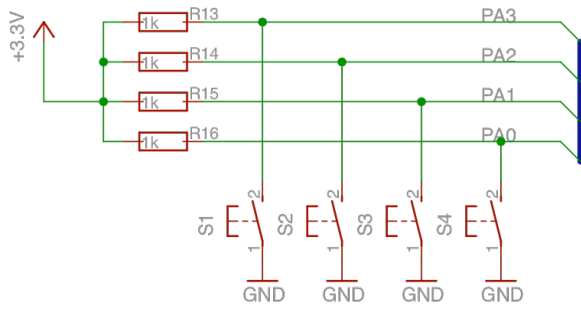 +3.3V
1k R13 PA3
1k R14 PA2
1k R15 PA1
1k R16 PA0
S1 2 1 S2 2 1 S3 2 1 S4 2 1
GND GND GND GND